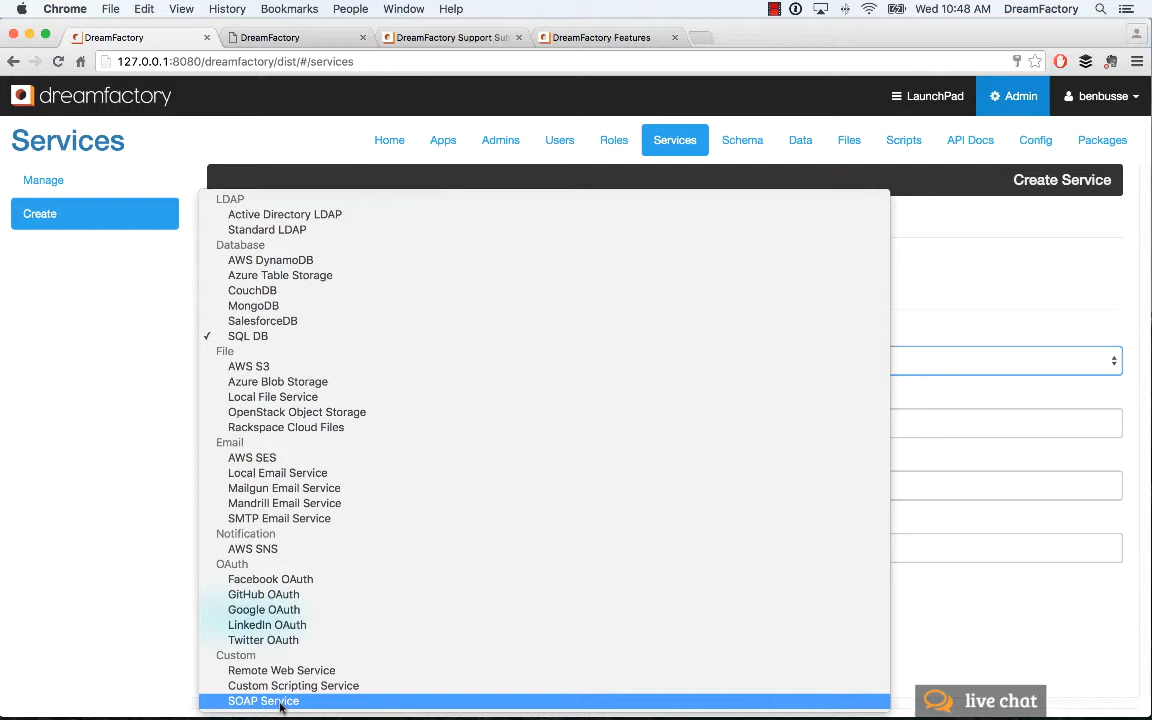 Chrome File Edit View History Bookmarks People Window Help Wed 10:48 AM DreamFactory
DreamFactory DreamFactory DreamFactory Support Sub DreamFactory Features
127.0.0.1:8080/dreamfactory/dist/#/services
dreamfactory LaunchPad Admin benbusse
Services Home Apps Admins Users Roles Services Schema Data Files Scripts API Docs Config Packages
Manage
Create Service
Create
LDAP
Active Directory LDAP
Standard LDAP
Database
AWS DynamoDB
Azure Table Storage
CouchDB
MongoDB
SalesforceDB
✓ SQL DB
File
AWS S3
Azure Blob Storage
Local File Service
OpenStack Object Storage
Rackspace Cloud Files
Email
AWS SES
Local Email Service
Mailgun Email Service
Mandrill Email Service
SMTP Email Service
Notification
AWS SNS
OAuth
Facebook OAuth
GitHub OAuth
Google OAuth
LinkedIn OAuth
Twitter OAuth
Custom
Remote Web Service
Custom Scripting Service
SOAP Service
live chat